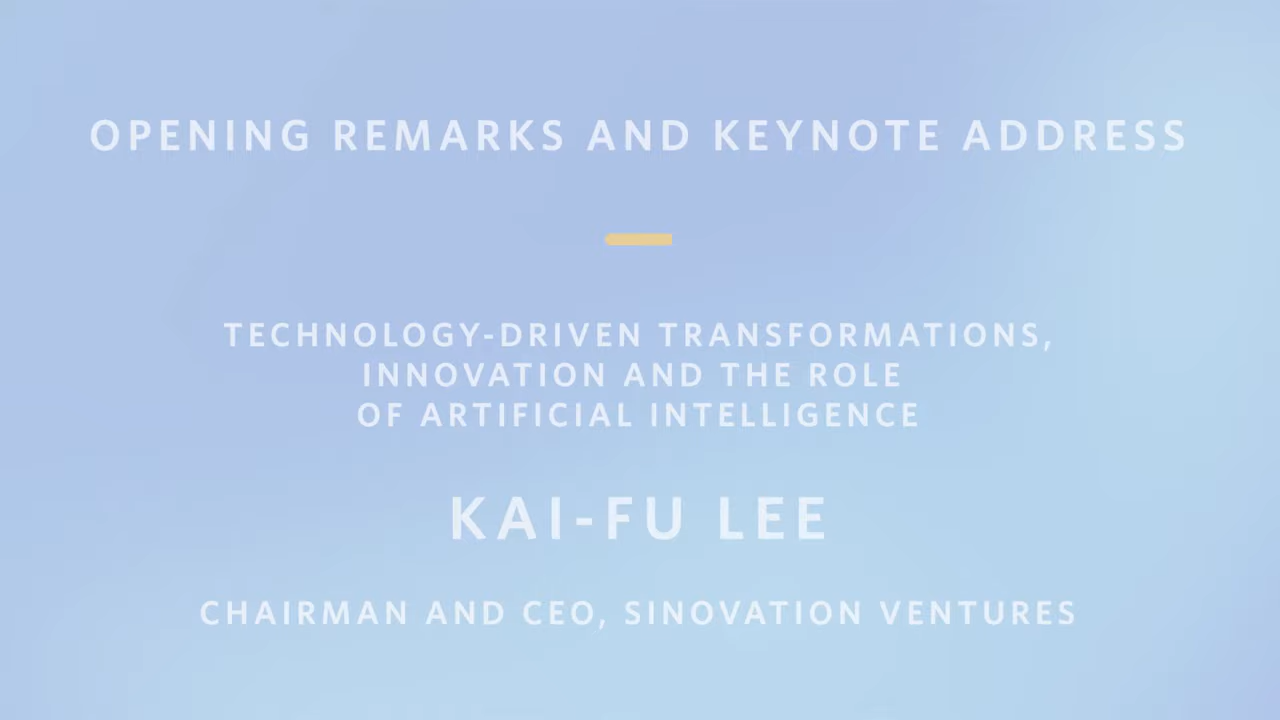 OPENING REMARKS AND KEYNOTE ADDRESS
TECHNOLOGY-DRIVEN TRANSFORMATIONS,
INNOVATION AND THE ROLE
OF ARTIFICIAL INTELLIGENCE
KAI-FU LEE
CHAIRMAN AND CEO, SINOVATION VENTURES